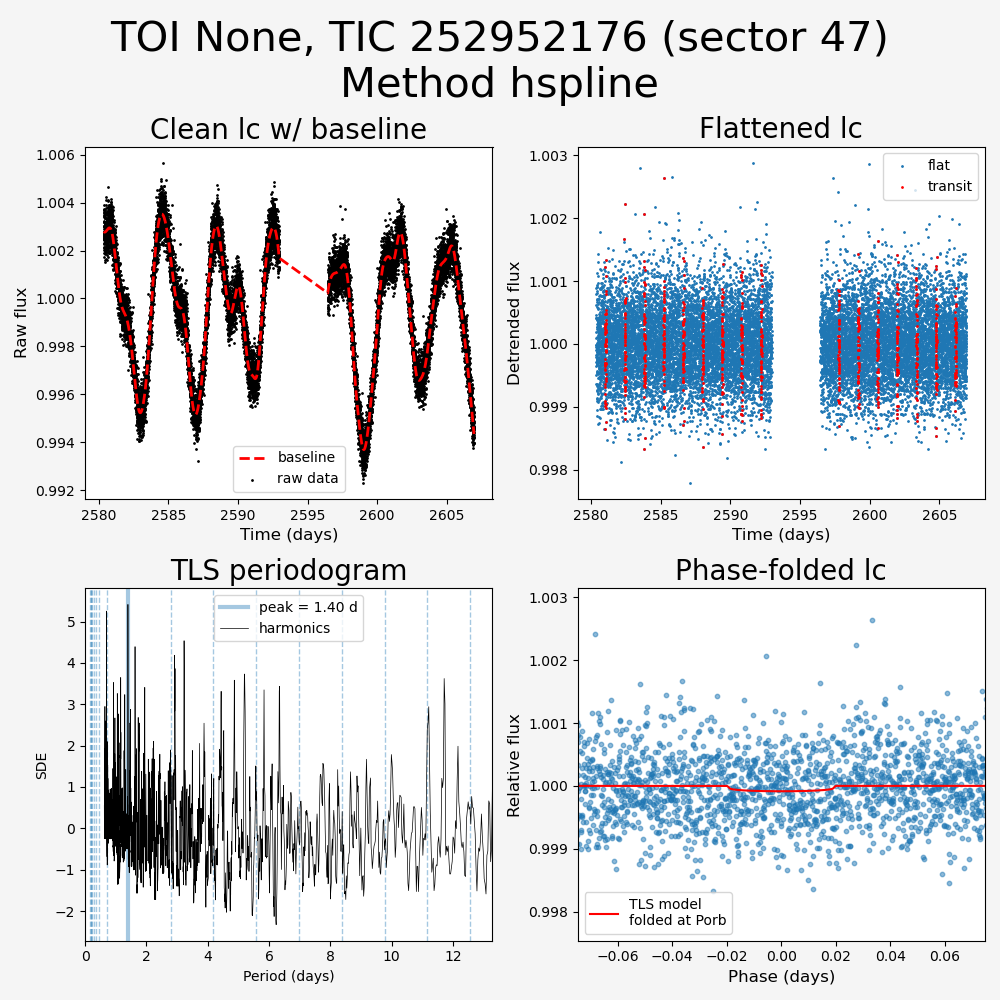 TOI None, TIC 252952176 (sector 47)
Method hspline
Clean lc w/ baseline
1.006
1.004
1.002
1.000
0.998
0.996
0.994
0.992
Raw flux
baseline
raw data
2580
2585
2590
2595
2600
2605
Time (days)
Flattened lc
1.003
1.002
1.001
1.000
0.999
0.998
Detrended flux
flat
transit
2580
2585
2590
2595
2600
2605
Time (days)
TLS periodogram
5
4
3
2
1
0
−1
−2
SDE
peak = 1.40 d
harmonics
0
2
4
6
8
10
12
Period (days)
Phase-folded lc
1.003
1.002
1.001
1.000
0.999
0.998
Relative flux
TLS model
folded at Porb
−0.06
−0.04
−0.02
0.00
0.02
0.04
0.06
Phase (days)